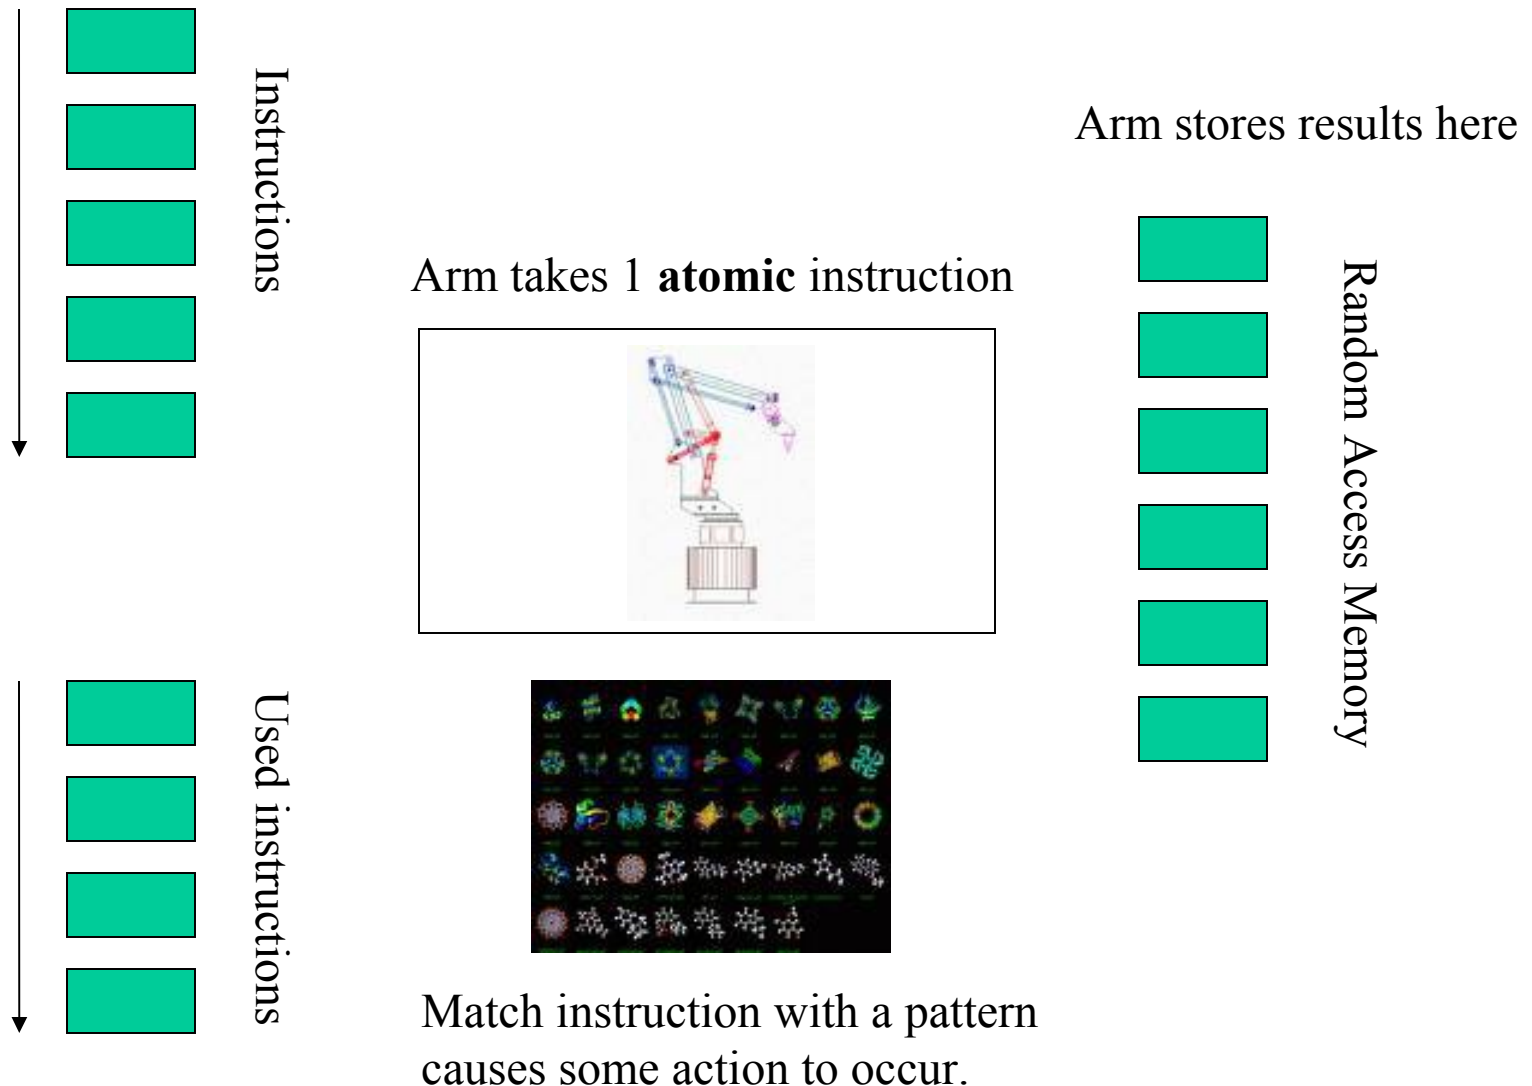 Instructions
Arm stores results here
Arm takes 1 atomic instruction
Random Access Memory
Used instructions
Match instruction with a pattern
causes some action to occur.